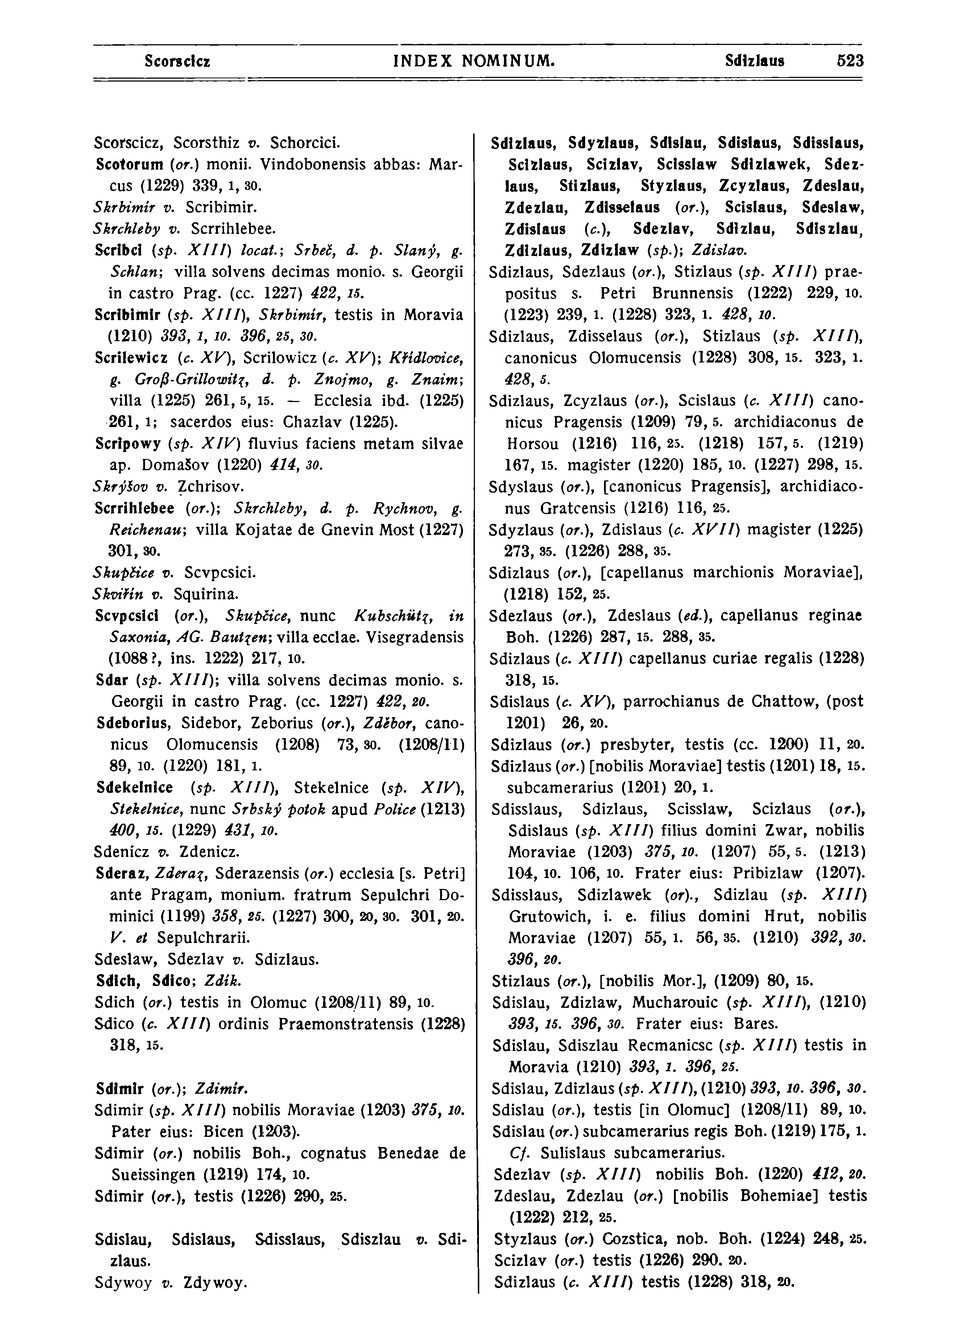 Scorscicz INDEX NOMINUM. Sdizlaus 523
Scorscicz, Scorsthiz v. Schorcici.
Scotorum (or.) monii. Vindobonensis abbas: Mar-
cus (1229) 339, 1, 30.
Skrbimír v. Scribimir.
Skrchleby v. Scrrihlebee.
Scribci (sp. XIII) locat.; Srbeč, d. p. Slaný, g.
Schlan; villa solvens decimas monio. s. Georgii
in castro Prag. (cc. 1227) 422, 15.
Scribimir (sp. XIII), Skrbimír, testis in Moravia
(1210) 393, 1, 10. 396, 25, 30.
Scrilewicz (c. XV), Scrilowicz (c. XV); Křidlovice,
g. Groß-Grillowitz, d. p. Znojmo, g. Znaim;
villa (1225) 261, 5, 15. — Ecclesia ibd. (1225)
261, 1; sacerdos eius: Chazlav (1225).
Scripowy (sp. XIV) fluvius faciens metam silvae
ap. Domašov (1220) 414, 30.
Skrýšov v. Zchrisov.
Scrrihlebee (or.); Skrchleby, d. p. Rychnov, g.
Reichenau; villa Kojatae de Gnevin Most (1227)
301, 30.
Skupčice v. Scvpcsici.
Skviřín v. Squirina.
Scvpcsici (or.), Skupčice, nunc Kubschütz, in
Saxonia, AG. Bautzen; villa ecclae. Visegradensis
(1088?, ins. 1222) 217, 10.
Sdar (sp. XIII); villa solvens decimas monio. s.
Georgii in castro Prag. (cc. 1227) 422, 20.
Sdeborius, Sidebor, Zeborius (or.), Zděbor, cano-
nicus Olomucensis (1208) 73, 30. (1208/11)
89, 10. (1220) 181, 1.
Sdekelnice (sp. XIII), Stekelnice (sp. XIV),
Stekelnice, nunc Srbský potok apud Police (1213)
400, 15. (1229) 431, 10.
Sdenicz v. Zdenicz.
Sderaz, Zderaz, Sderazensis (or.) ecclesia [s. Petri]
ante Pragam, monium. fratrum Sepulchri Do-
minici (1199) 358, 25. (1227) 300, 20, 30. 301, 20.
V. et Sepulchrarii.
Sdeslaw, Sdezlav v. Sdizlaus.
Sdich, Sdico; Zdík.
Sdich (or.) testis in Olomuc (1208/11) 89, 10.
Sdico (c. XIII) ordinis Praemonstratensis (1228)
318, 15.
Sdimir (or.); Zdimír.
Sdimir (sp. XIII) nobilis Moraviae (1203) 375, 10.
Pater eius: Bicen (1203).
Sdimir (or.) nobilis Boh., cognatus Benedae de
Sueissingen (1219) 174, 10.
Sdimir (or.), testis (1226) 290, 25.
Sdislau, Sdislaus, Sdisslaus, Sdiszlau v. Sdi-
zlaus.
Sdywoy v. Zdywoy.
Sdizlaus, Sdyzlaus, Sdislau, Sdislaus, Sdisslaus,
Scizlaus, Scizlav, Scisslaw Sdizlawek, Sdez-
laus, Stizlaus, Styzlaus, Zcyzlaus, Zdeslau,
Zdezlau, Zdisselaus (or.), Scislaus, Sdeslaw,
Zdislaus (c.), Sdezlav, Sdizlau, Sdiszlau,
Zdizlaus, Zdizlaw (sp.); Zdislav.
Sdizlaus, Sdezlaus (or.), Stizlaus (sp. XIII) prae-
positus s. Petri Brunnensis (1222) 229, 10.
(1223) 239, 1. (1228) 323, 1. 428, 10.
Sdizlaus, Zdisselaus (or.), Stizlaus (sp. XIII),
canonicus Olomucensis (1228) 308, 15. 323, 1.
428, 5.
Sdizlaus, Zcyzlaus (or.), Scislaus (c. XIII) cano-
nicus Pragensis (1209) 79, 5. archidiaconus de
Horsou (1216) 116, 25. (1218) 157, 5. (1219)
167, 15. magister (1220) 185, 10. (1227) 298, 15.
Sdyslaus (or.), [canonicus Pragensis], archidiaco-
nus Gratcensis (1216) 116, 25.
Sdyzlaus (or.), Zdislaus (c. XVII) magister (1225)
273, 35. (1226) 288, 35.
Sdizlaus (or.), [capellanus marchionis Moraviae],
(1218) 152, 25.
Sdezlaus (or.), Zdeslaus (ed.), capellanus reginae
Boh. (1226) 287, 15. 288, 35.
Sdizlaus (c. XIII) capellanus curiae regalis (1228)
318, 15.
Sdislaus (c. XV), parrochianus de Chattow, (post
1201) 26, 20.
Sdizlaus (or.) presbyter, testis (cc. 1200) 11, 20.
Sdizlaus (or.) [nobilis Moraviae] testis (1201) 18, 15.
subcamerarius (1201) 20, 1.
Sdisslaus, Sdizlaus, Scisslaw, Scizlaus (or.),
Sdislaus (sp. XIII) filius domini Zwar, nobilis
Moraviae (1203) 375, 10. (1207) 55, 5. (1213)
104, 10. 106, 10. Frater eius: Pribizlaw (1207).
Sdisslaus, Sdizlawek (or)., Sdizlau (sp. XIII)
Grutowich, i. e. filius domini Hrut, nobilis
Moraviae (1207) 55, 1. 56, 35. (1210) 392, 30.
396, 20.
Stizlaus (or.), [nobilis Mor.], (1209) 80, 15.
Sdislau, Zdizlaw, Mucharouic (sp. XIII), (1210)
393, 15. 396, 30. Frater eius: Bares.
Sdislau, Sdiszlau Recmanicsc (sp. XIII) testis in
Moravia (1210) 393, 1. 396, 25.
Sdislau, Zdizlaus (sp. XIII), (1210) 393, 10. 396, 30.
Sdislau (or.), testis [in Olomuc] (1208/11) 89, 10.
Sdislau (or.) subcamerarius regis Boh. (1219) 175, 1.
Cf. Sulislaus subcamerarius.
Sdezlav (sp. XIII) nobilis Boh. (1220) 412, 20.
Zdeslau, Zdezlau (or.) [nobilis Bohemiae] testis
(1222) 212, 25.
Styzlaus (or.) Cozstica, nob. Boh. (1224) 248, 25.
Scizlav (or.) testis (1226) 290. 20.
Sdizlaus (c. XIII) testis (1228) 318, 20.